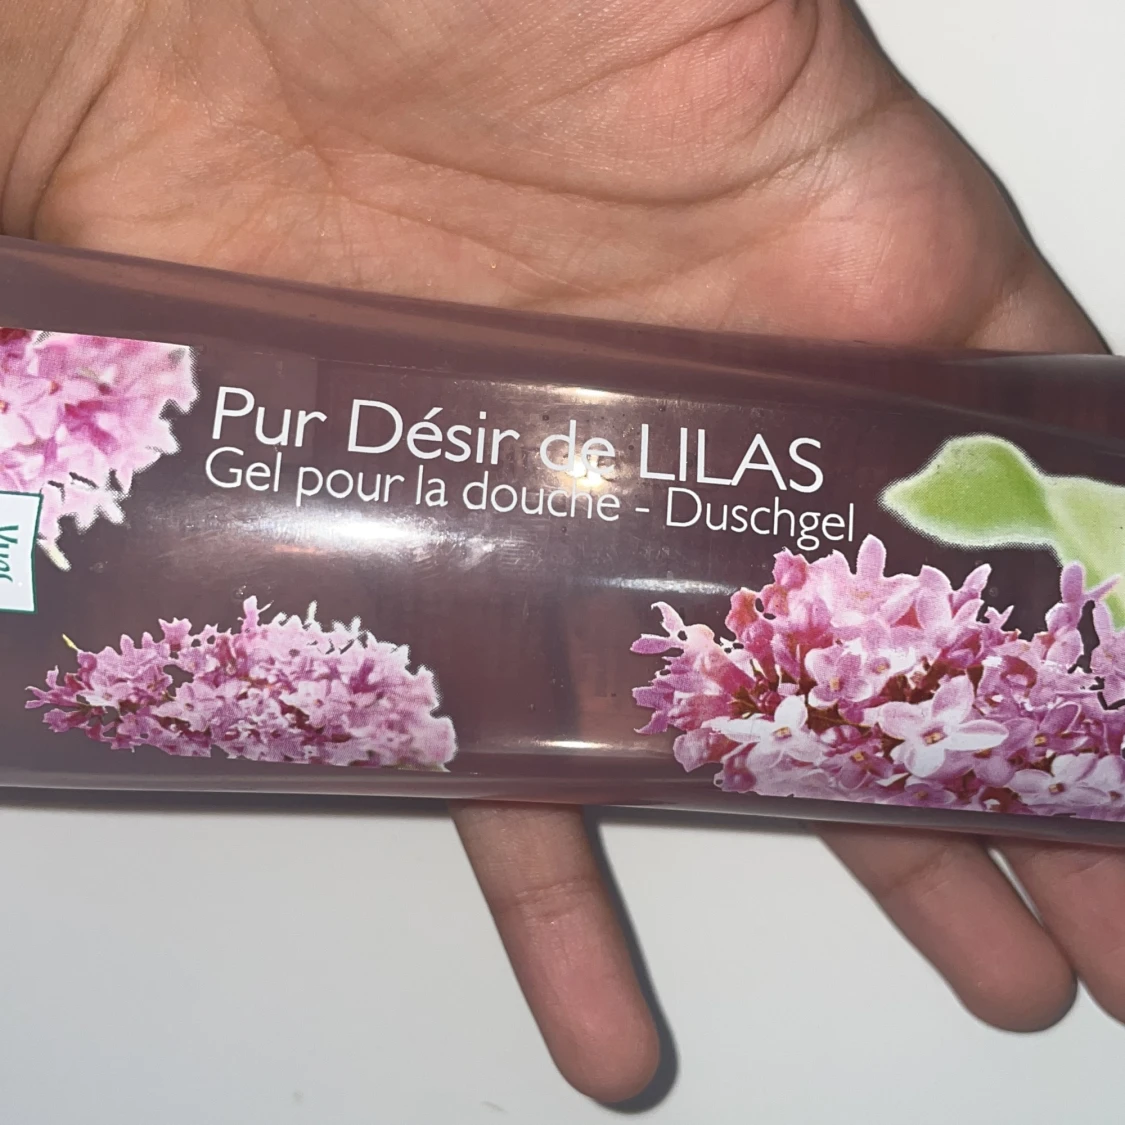 Pur Désir de LILAS
Gel pour la douche - Duschgel